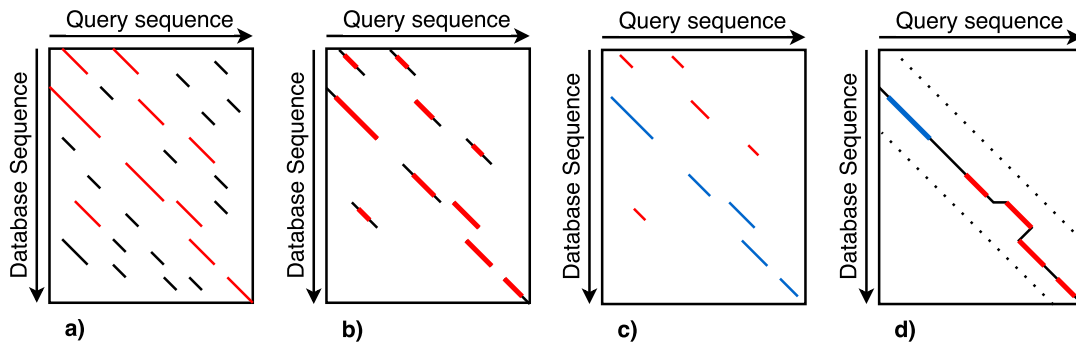 Query sequence
Database Sequence
a)
Query sequence
Database Sequence
b)
Query sequence
Database Sequence
c)
Query sequence
Database Sequence
d)